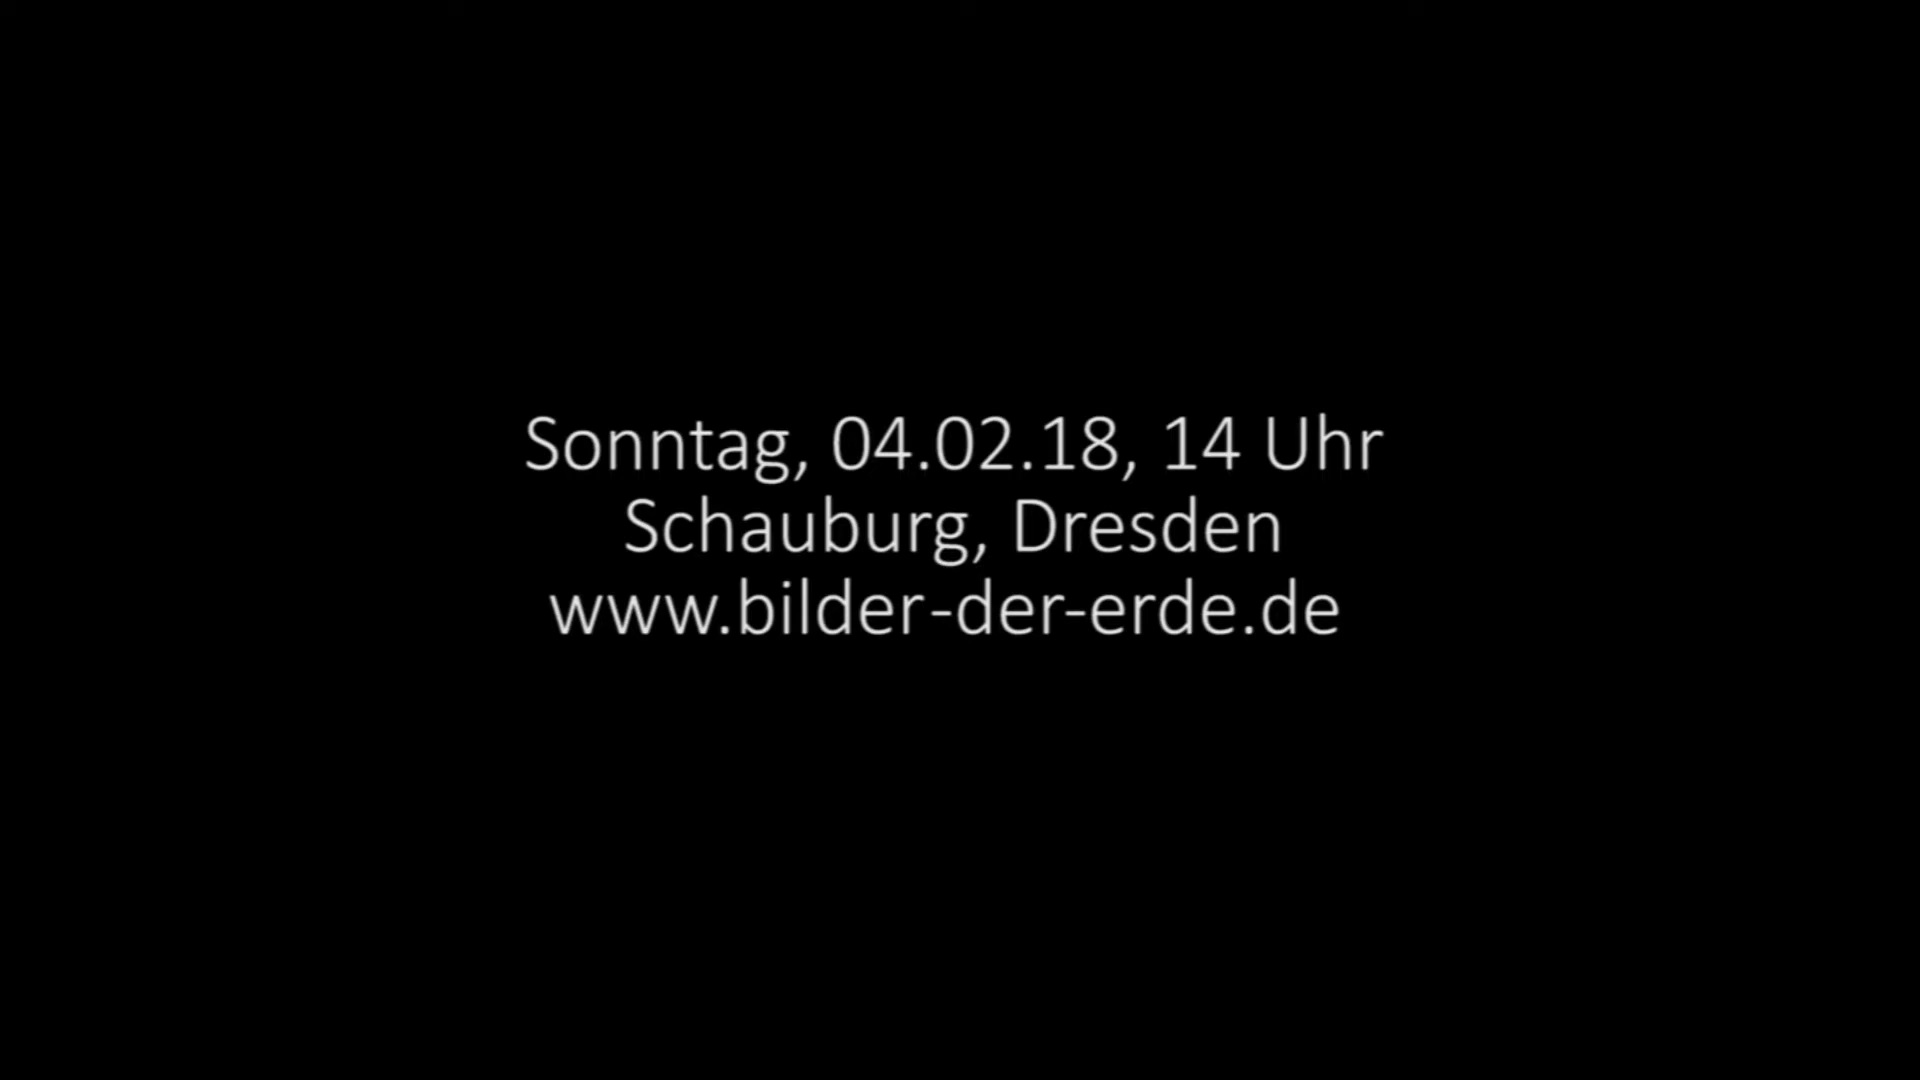 Sonntag, 04.02.18, 14 Uhr
Schauburg, Dresden
www.bilder-der-erde.de